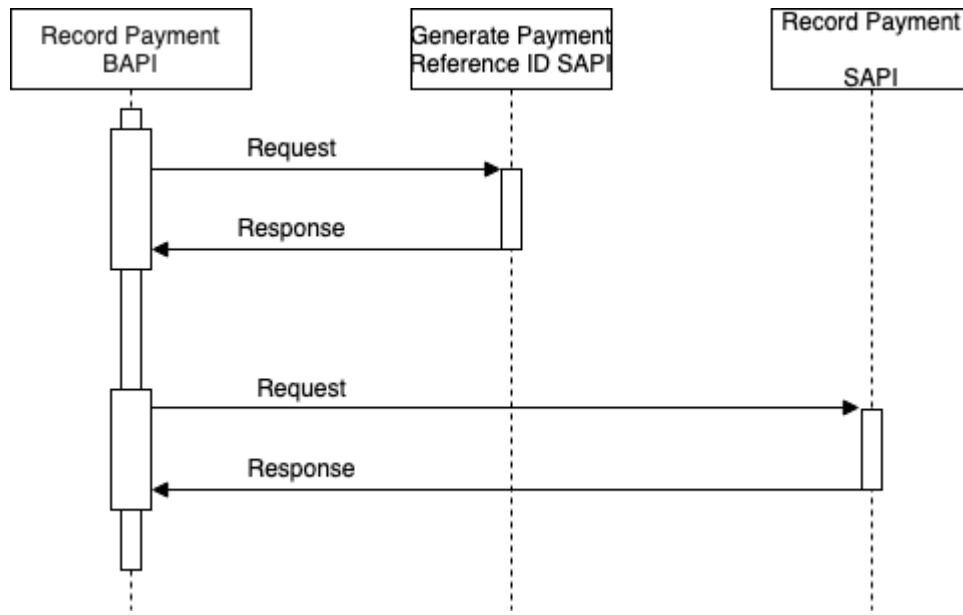 Record Payment
BAPI
Generate Payment
Reference ID SAPI
Record Payment
SAPI
Request
Response
Request
Response